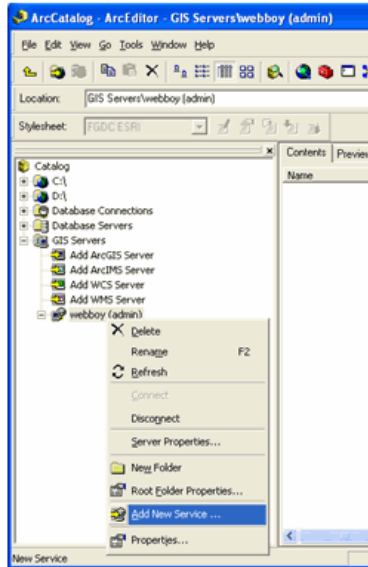 ArcCatalog - ArcEditor - GIS Servers\webboy (admin)
File Edit View Go Tools Window Help
Location: GIS Servers\webboy (admin)
Stylesheet: FGDC ESRI
Contents Preview
Name
Catalog
C:\
D:\
Database Connections
Database Servers
GIS Servers
Add ArcGIS Server
Add ArcIMS Server
Add WCS Server
Add WMS Server
webboy (admin)
Delete
Rename F2
Refresh
Connect
Disconnect
Server Properties...
New Folder
Root Folder Properties...
Add New Service ...
Properties...
New Service